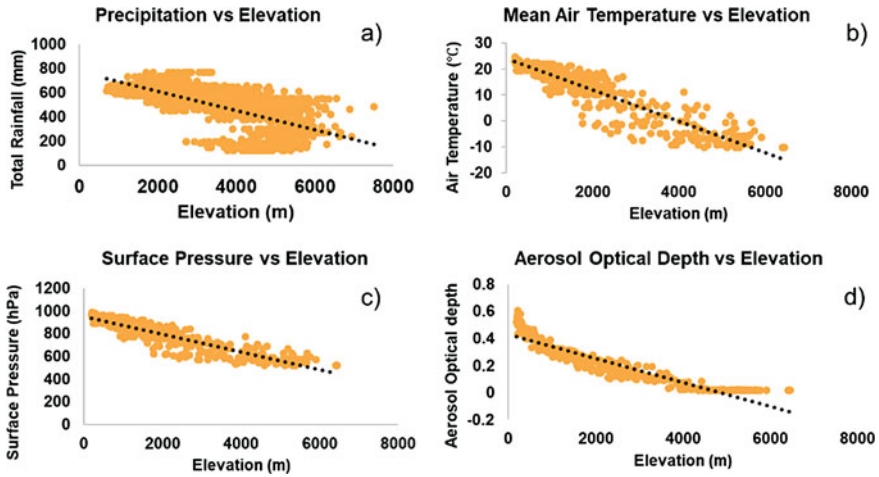 Precipitation vs Elevation
a)
Total Rainfall (mm)
1000
800
600
400
200
0
0 2000 4000 6000 8000
Elevation (m)
Mean Air Temperature vs Elevation
b)
Air Temperature (°C)
30
20
10
0
-10
-20
0 2000 4000 6000 8000
Elevation (m)
Surface Pressure vs Elevation
c)
Surface Pressure (hPa)
1200
1000
800
600
400
200
0
0 2000 4000 6000 8000
Elevation (m)
Aerosol Optical Depth vs Elevation
d)
Aerosol Optical depth
0.8
0.6
0.4
0.2
0
-0.2
0 2000 4000 6000 8000
Elevation (m)